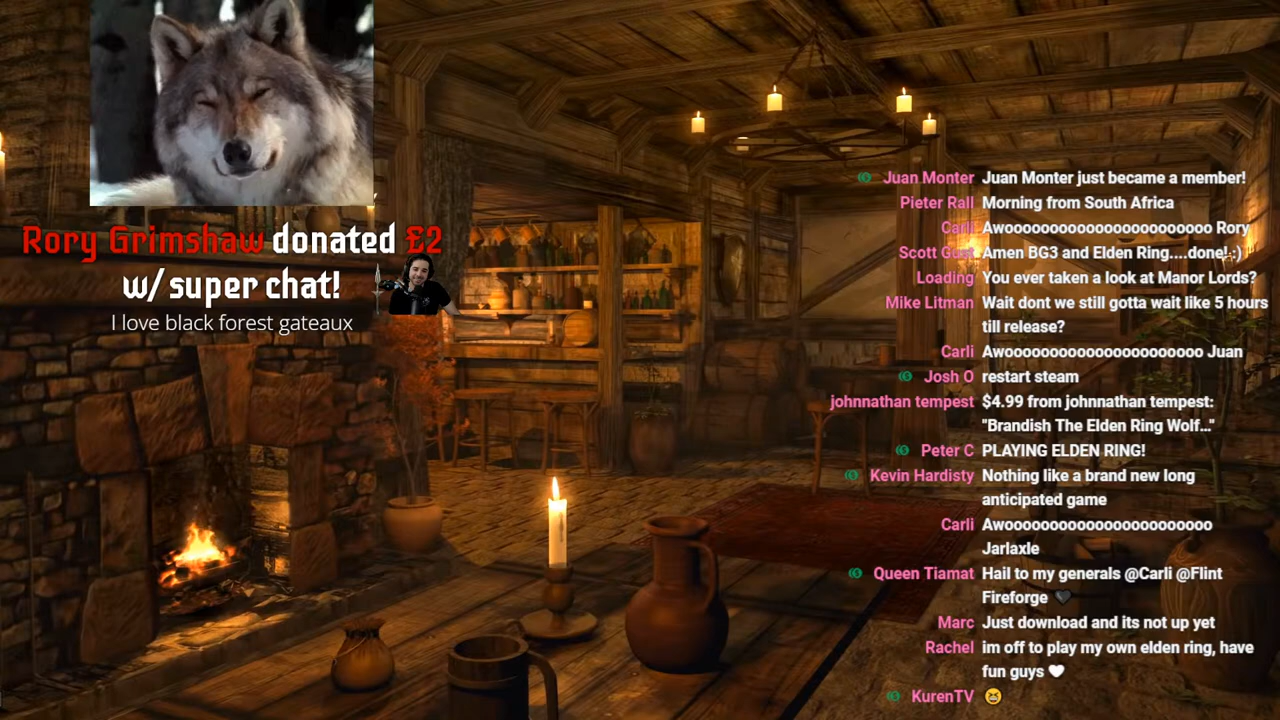 Rory Grimshaw donated £2
w/ super chat!
I love black forest gateaux
Juan Monter Juan Monter just became a member!
Pieter Rall Morning from South Africa
Carli Awooooooooooooooooooooooo Rory
Scott Amen BG3 and Elden Ring....done! :)
Loading You ever taken a look at Manor Lords?
Mike Litman Wait dont we still gotta wait like 5 hours
till release?
Carli Awooooooooooooooooooooooo Juan
Josh O restart steam
johnnathan tempest $4.99 from johnnathan tempest:
"Brandish The Elden Ring Wolf..."
Peter C PLAYING ELDEN RING!
Kevin Hardisty Nothing like a brand new long
anticipated game
Carli Awooooooooooooooooooooooo
Jarlaxle
Queen Tiamat Hail to my generals @Carli @Flint
Fireforge 🖤
Marc Just download and its not up yet
Rachel im off to play my own elden ring, have
fun guys 🤍
KurenTV 😆